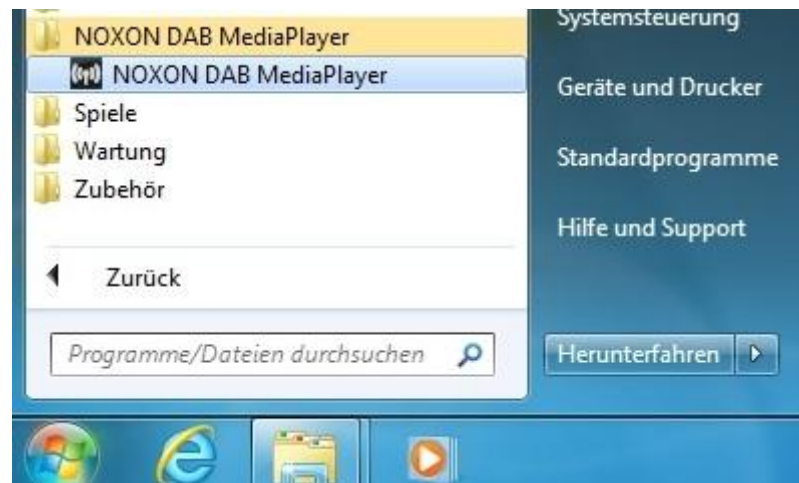 NOXON DAB MediaPlayer
NOXON DAB MediaPlayer
Spiele
Wartung
Zubehör
Zurück
Programme/Dateien durchsuchen
Systemsteuerung
Geräte und Drucker
Standardprogramme
Hilfe und Support
Herunterfahren